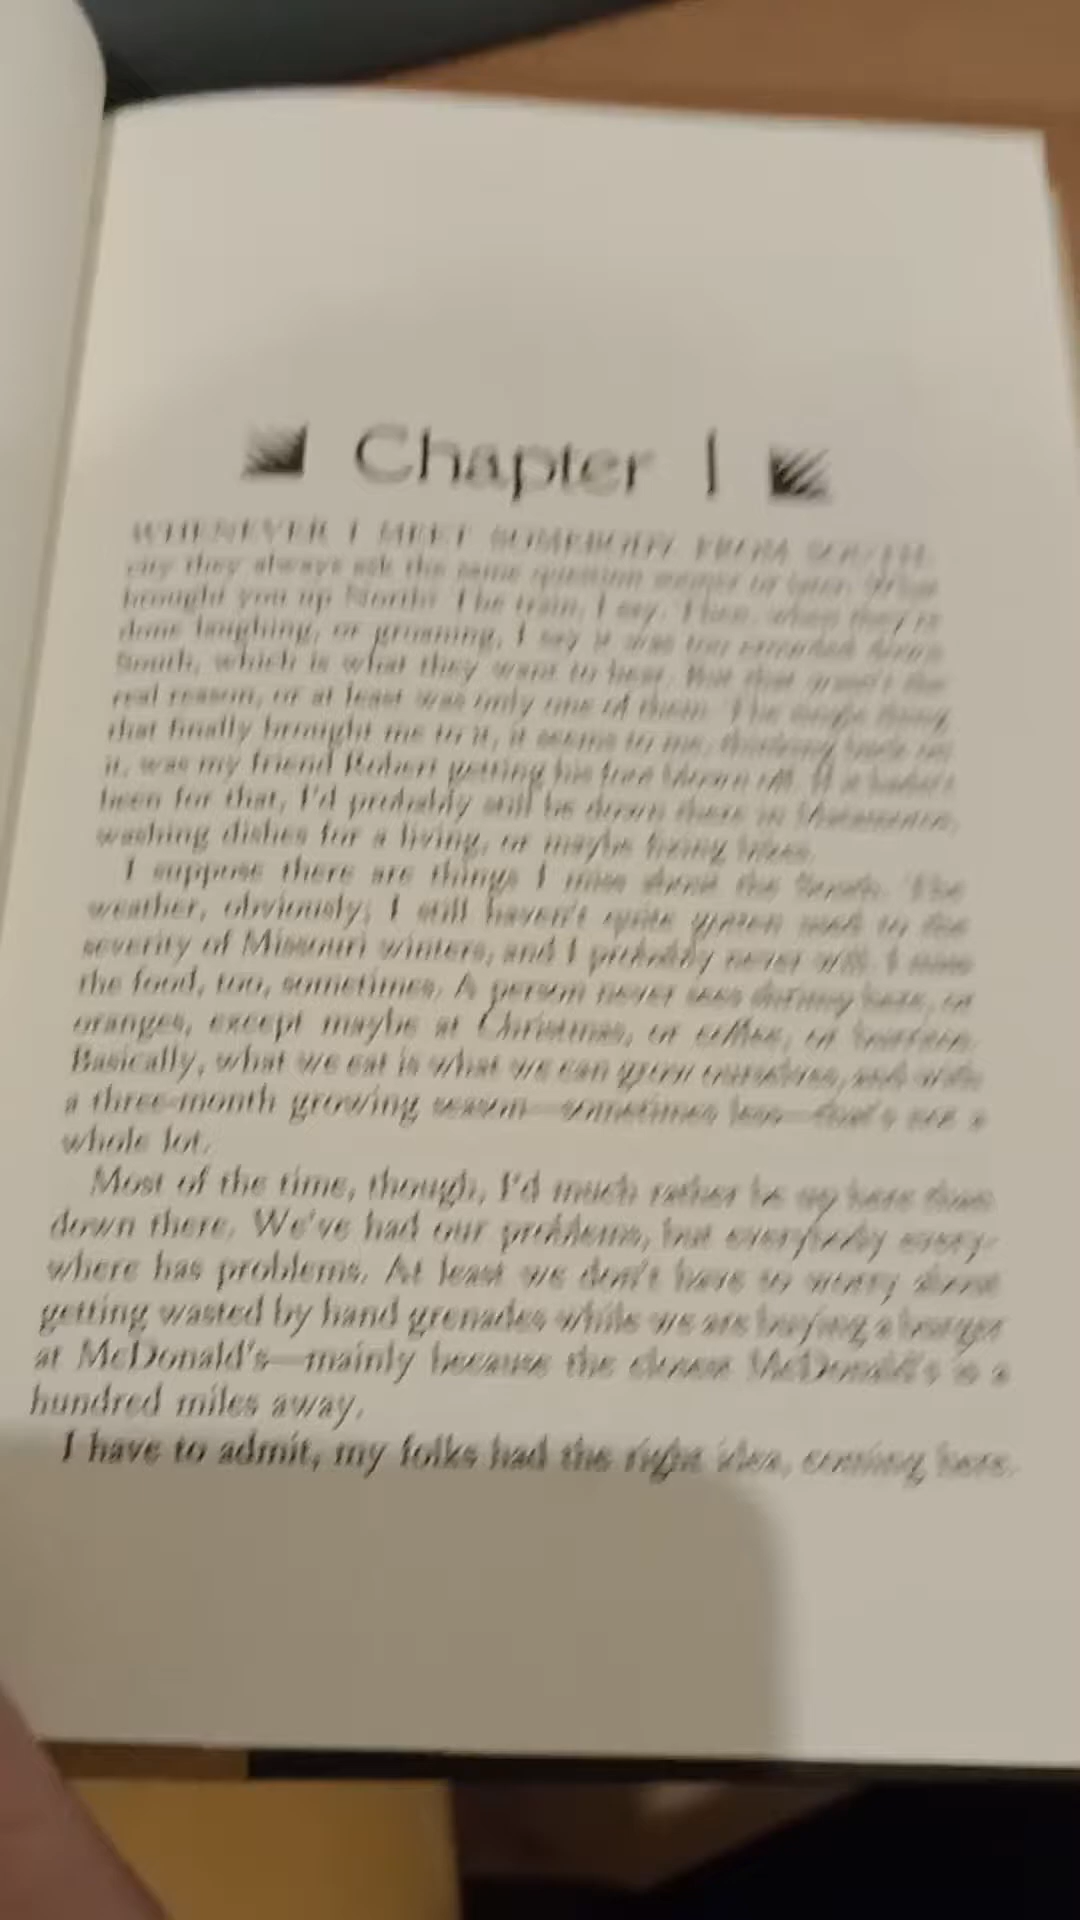 Chapter 1
WHENEVER I MEET SOMEBODY FROM SOUTH
city they always ask the same question sooner or later. What
brought you up North? The train, I say. Then, when they're
done laughing, or groaning, I say it was too crowded down
South, which is what they want to hear. But that wasn't the
real reason, or at least was only one of them. The single thing
that finally brought me to it, it seems to me, thinking back on
it, was my friend Robert getting his face blown off. If it hadn't
been for that, I'd probably still be down there in
washing dishes for a living, or maybe fixing bikes.
I suppose there are things I miss about the South. The
weather, obviously; I still haven't quite gotten used to the
severity of Missouri winters, and I probably never will. I miss
the food, too, sometimes. A person never sees here, or
oranges, except maybe at Christmas, or coffee, or
Basically, what we eat is what we can grow ourselves, and with
a three-month growing season—sometimes less—that's not a
whole lot.
Most of the time, though, I'd much rather be up here than
down there. We've had our problems, but everybody every-
where has problems. At least we don't have to worry about
getting wasted by hand grenades while we are buying a burger
at McDonald's—mainly because the closest McDonald's is a
hundred miles away.
I have to admit, my folks had the right idea, coming here.